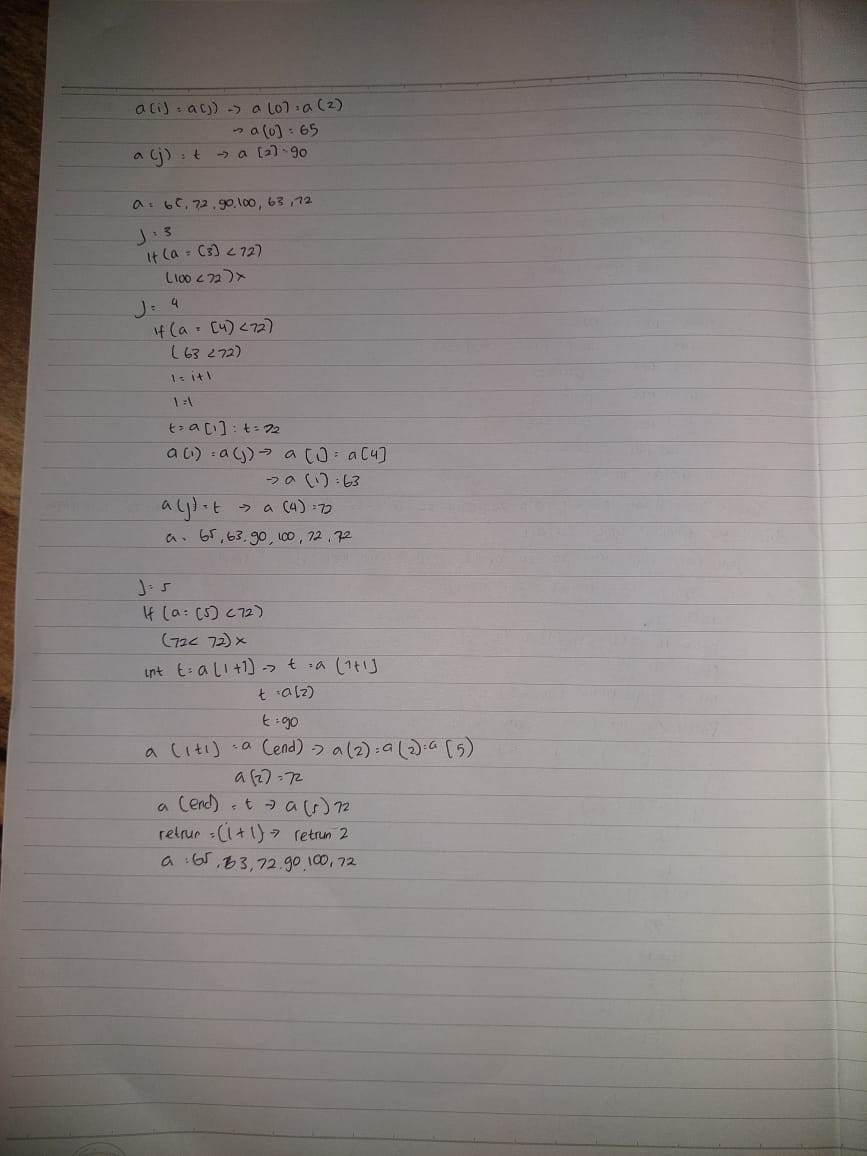 a(i) = a(j) -> a[0] = a(2)
-> a[0] = 65
a(j) = t -> a [2] = 90
a = 65, 72, 90, 100, 63, 72
j = 3
If (a = [3] < 72)
(100 < 72) x
J = 4
If (a = [4] < 72)
(63 < 72)
i = i+1
i = 1
t = a [1] : t = 72
a(i) = a(j) -> a [1] = a[4]
-> a (1) = 63
a(j) = t -> a (4) = 72
a = 65, 63, 90, 100, 72, 72
J = 5
If (a = [5] < 72)
(72 < 72) x
int t = a [1+1] -> t = a [1+1]
t = a[2]
t = 90
a (i+1) = a (end) -> a(2) = a(2) = a [5]
a(2) = 72
a (end) = t -> a(5) 72
retrun = (i+1) -> retrun 2
a = 65, 63, 72, 90, 100, 72